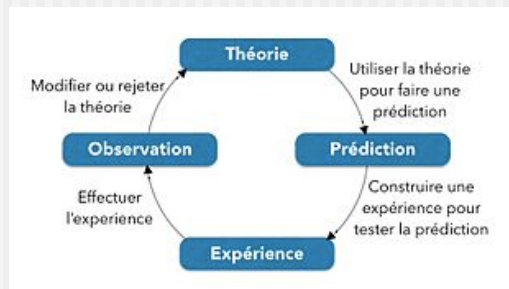 Théorie
Utiliser la théorie
pour faire une
prédiction
Prédiction
Construire une
expérience pour
tester la prédiction
Expérience
Effectuer
l'experience
Observation
Modifier ou rejeter
la théorie